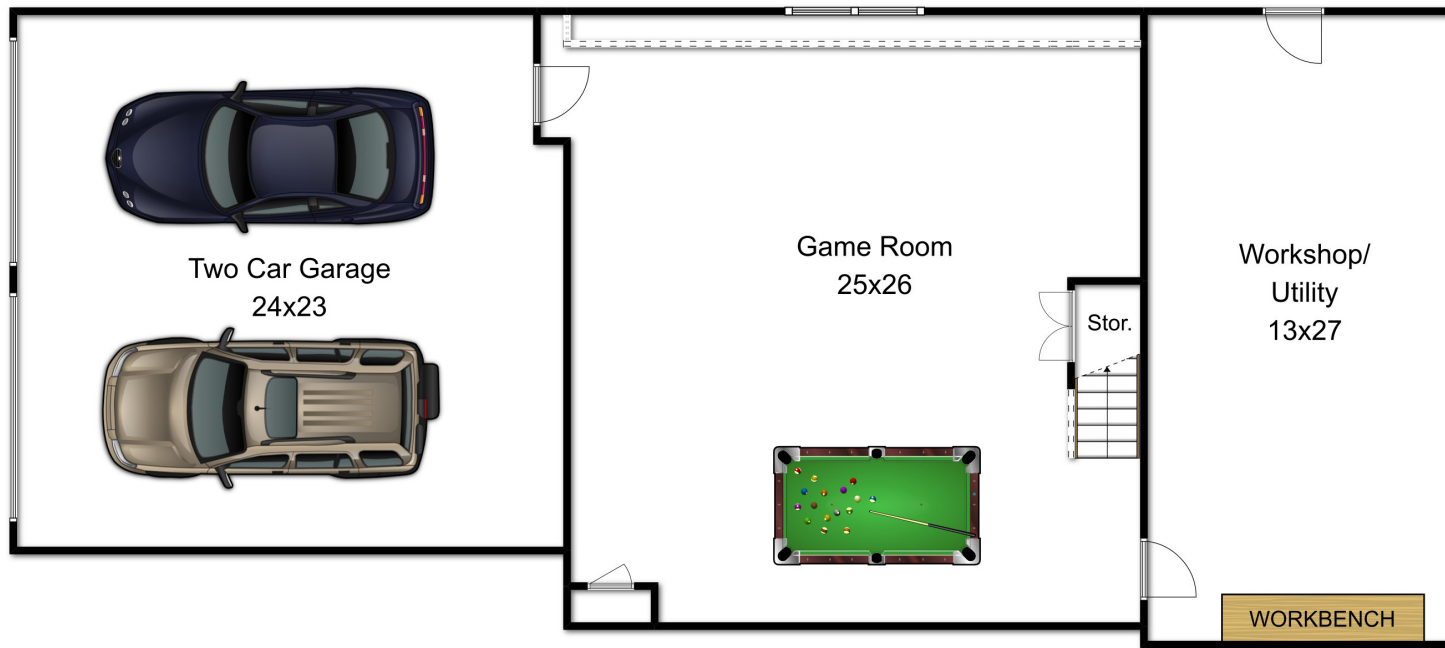 Two Car Garage
24x23
Game Room
25x26
Stor.
Workshop/
Utility
13x27
WORKBENCH